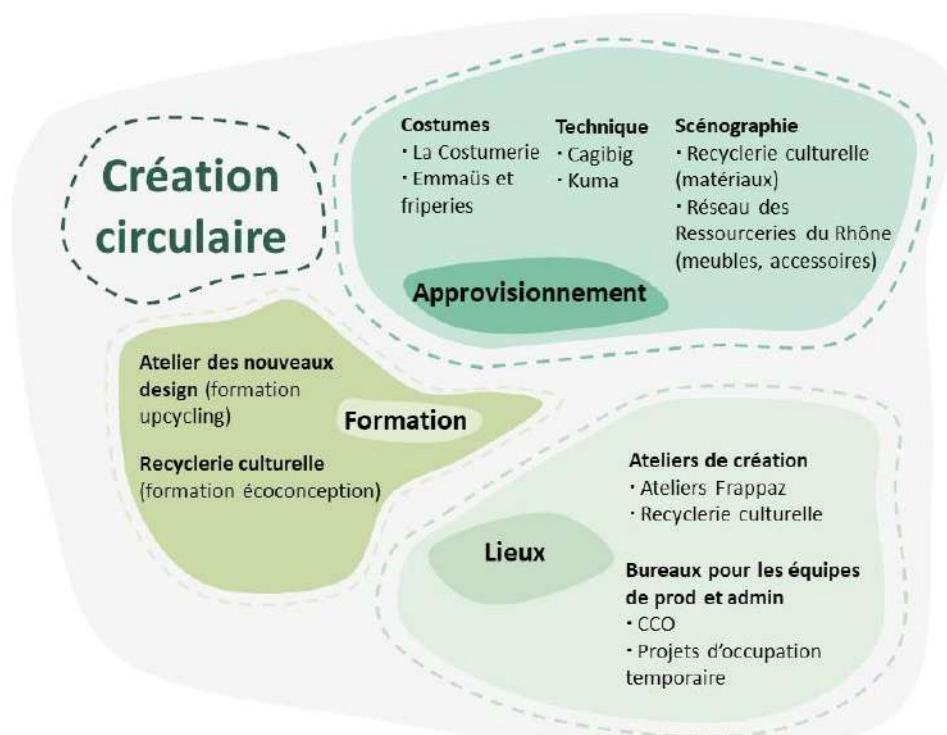 Création
circulaire
Costumes
· La Costumerie
· Emmaüs et
friperies
Technique
· Cagibig
· Kuma
Scénographie
· Recyclerie culturelle
(matériaux)
· Réseau des
Ressourceries du Rhône
(meubles, accessoires)
Approvisionnement
Atelier des nouveaux
design (formation
upcycling)
Formation
Recyclerie culturelle
(formation écoconception)
Lieux
Ateliers de création
· Ateliers Frappaz
· Recyclerie culturelle
Bureaux pour les équipes
de prod et admin
· CCO
· Projets d'occupation
temporaire